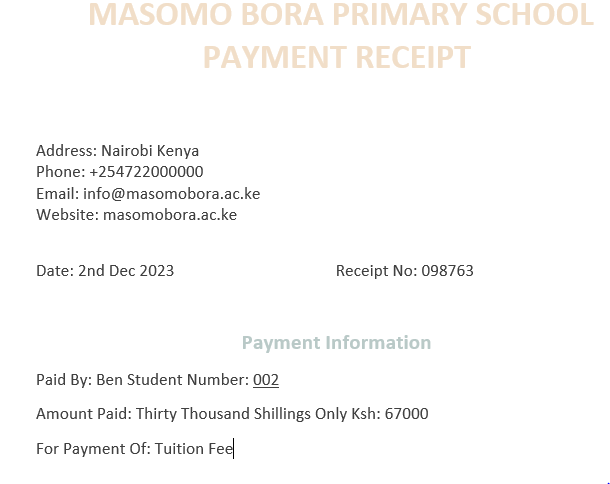 MASOMO BORA PRIMARY SCHOOL
PAYMENT RECEIPT
Address: Nairobi Kenya
Phone: +254722000000
Email: info@masomobora.ac.ke
Website: masomobora.ac.ke
Date: 2nd Dec 2023 Receipt No: 098763
Payment Information
Paid By: Ben Student Number: 002
Amount Paid: Thirty Thousand Shillings Only Ksh: 67000
For Payment Of: Tuition Fee